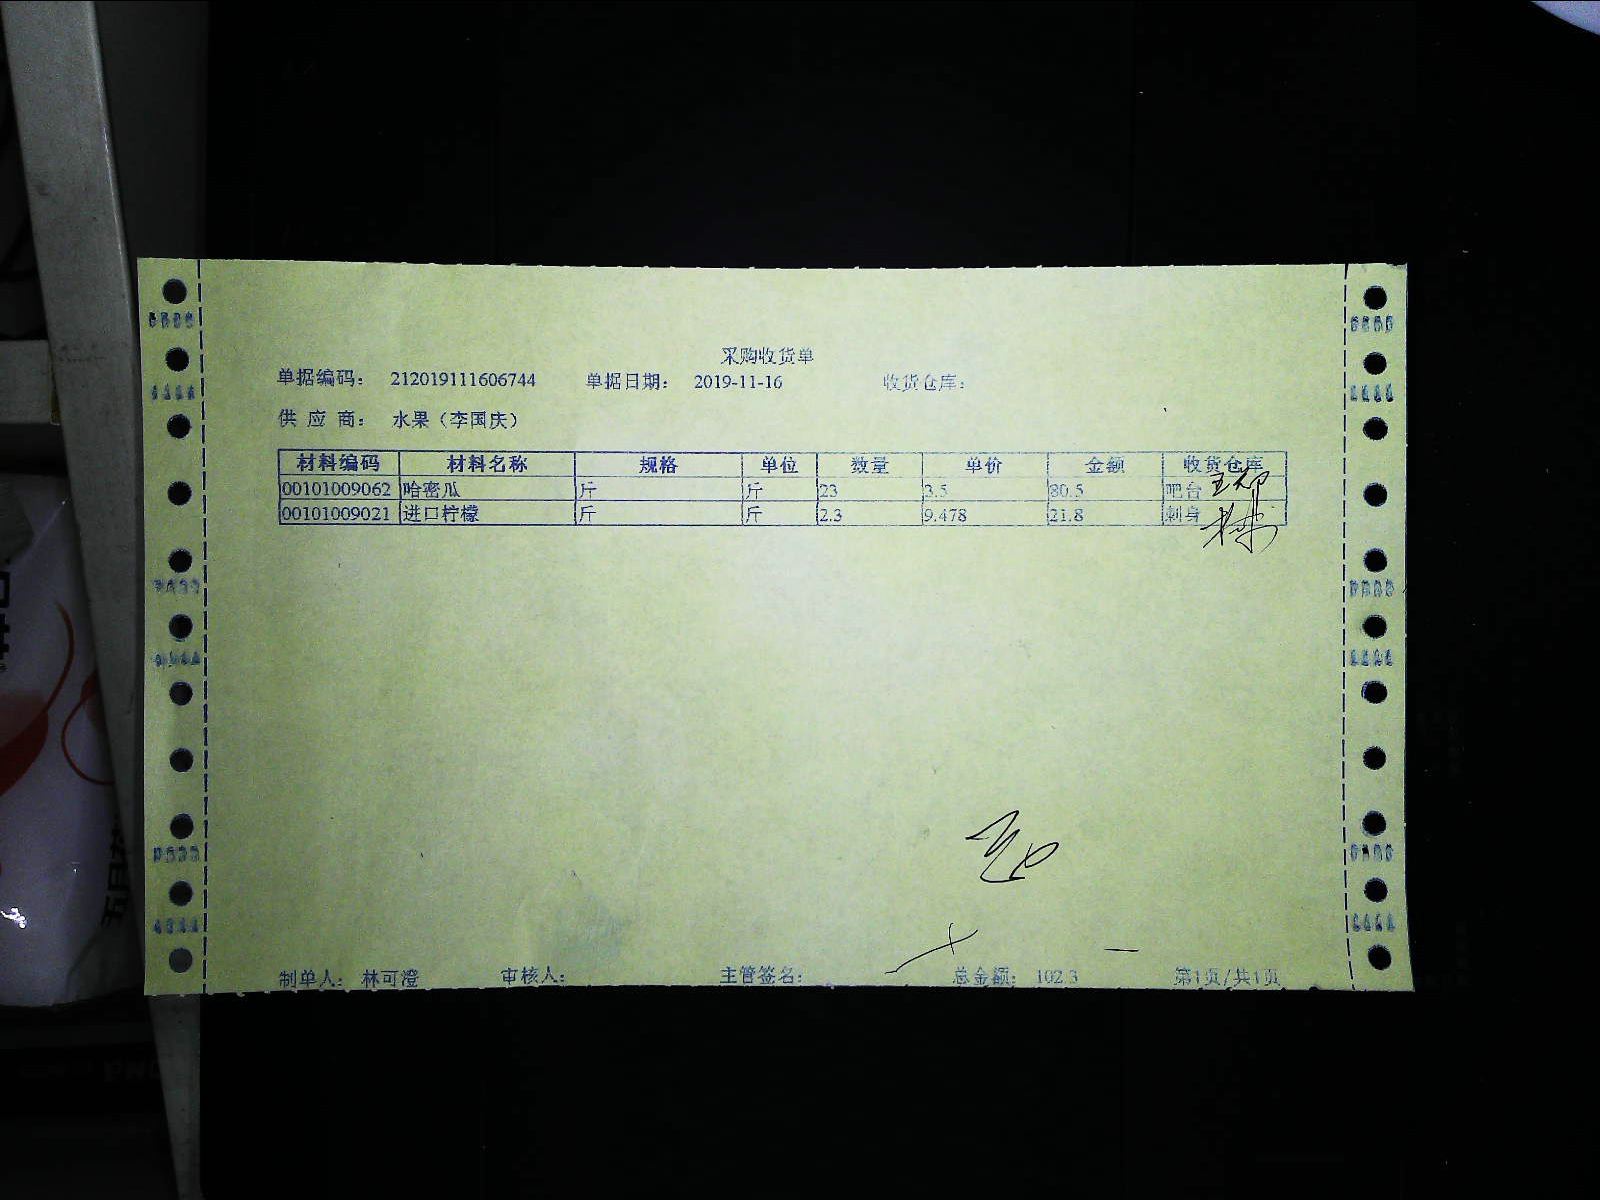 采购收货单
单据编码: 212019111606744 单据日期: 2019-11-16 收货仓库:
供 应 商: 水果（李国庆）
材料编码 材料名称 规格 单位 数量 单价 金额 收货仓库
00101009062 哈密瓜 斤 斤 23 3.5 80.5 吧台
00101009021 进口柠檬 斤 斤 2.3 9.478 21.8 刺身
制单人: 林可澄 审核人: 主管签名: 总金额: 102.3 第1页/共1页